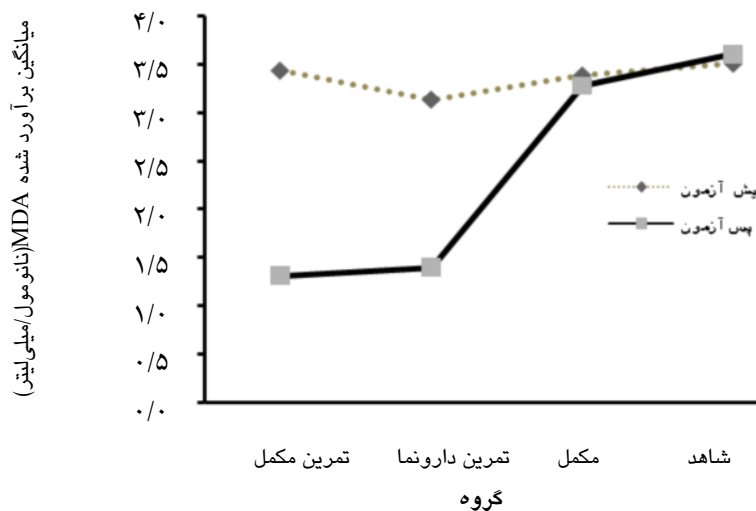 میانگین برآورد شده MDA(نانومول/میلی‌لیتر)
۴/۰
۳/۵
۳/۰
۲/۵
۲/۰
۱/۵
۱/۰
۰/۵
۰/۰
پیش آزمون
پس آزمون
تمرین مکمل
تمرین دارونما
مکمل
شاهد
گروه